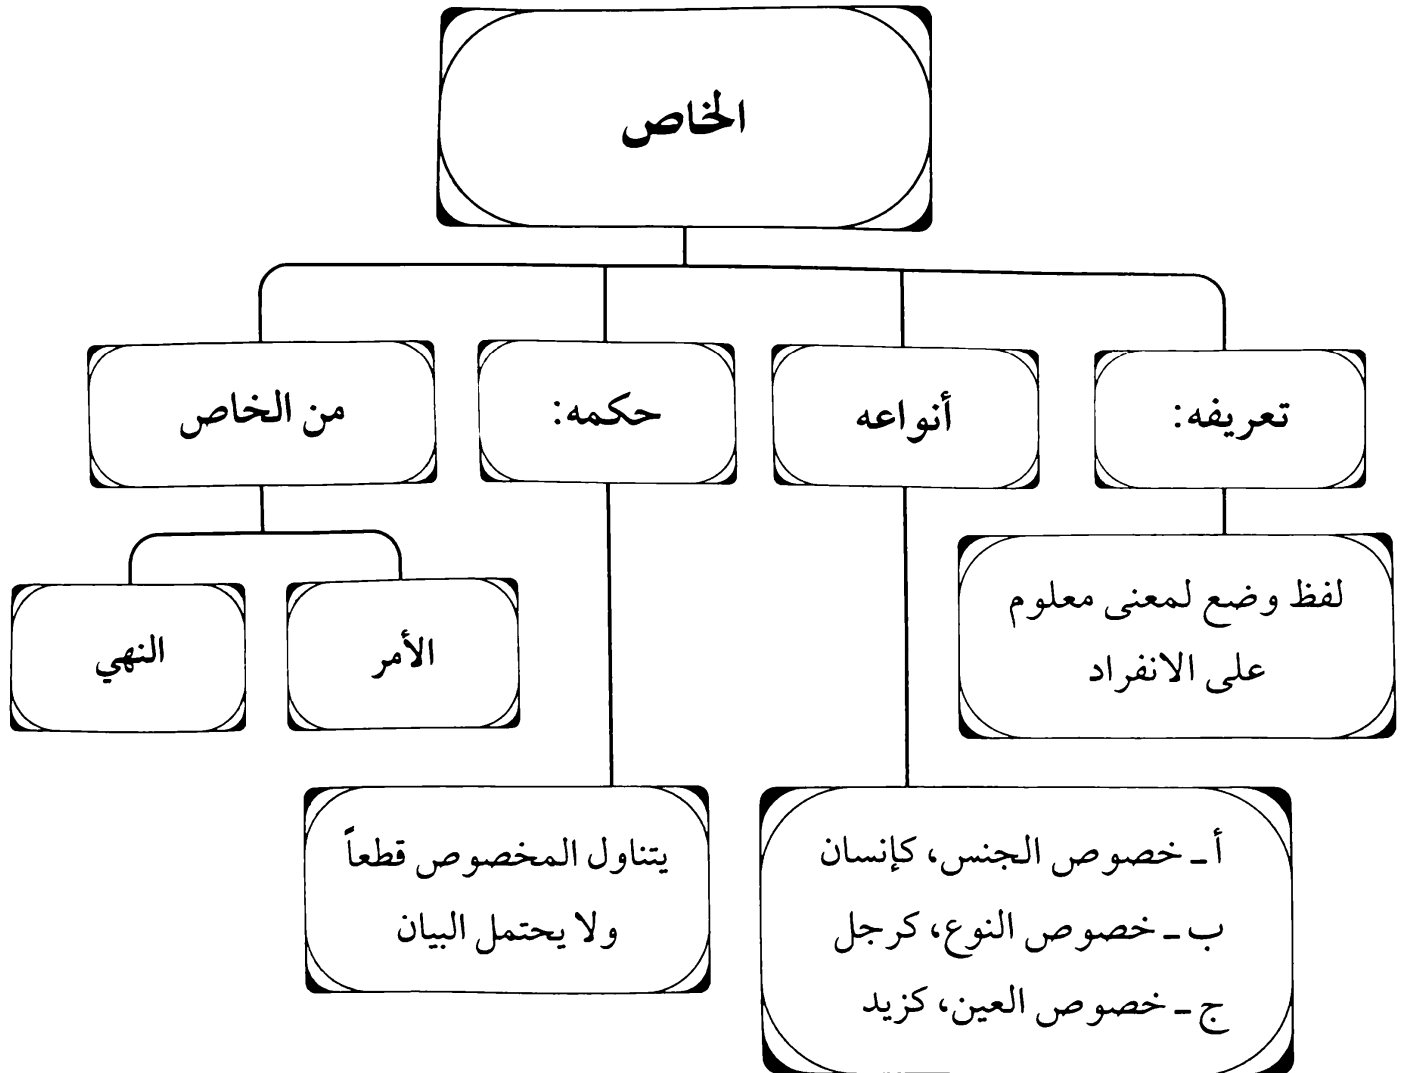 الخاص
تعريفه:
أنواعه
حكمه:
من الخاص
لفظ وضع لمعنى معلوم
على الانفراد
الأمر
النهي
أ ـ خصوص الجنس، كإنسان
ب ـ خصوص النوع، كرجل
ج ـ خصوص العين، كزيد
يتناول المخصوص قطعاً
ولا يحتمل البيان